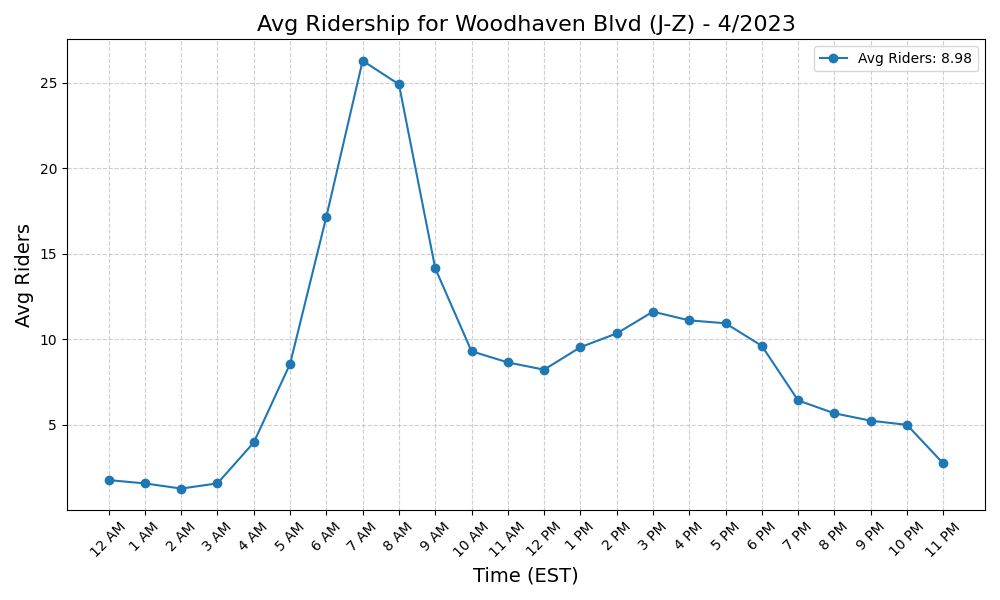 Avg Ridership for Woodhaven Blvd (J-Z) - 4/2023
Avg Riders: 8.98
Avg Riders
25
20
15
10
5
12 AM
1 AM
2 AM
3 AM
4 AM
5 AM
6 AM
7 AM
8 AM
9 AM
10 AM
11 AM
12 PM
1 PM
2 PM
3 PM
4 PM
5 PM
6 PM
7 PM
8 PM
9 PM
10 PM
11 PM
Time (EST)